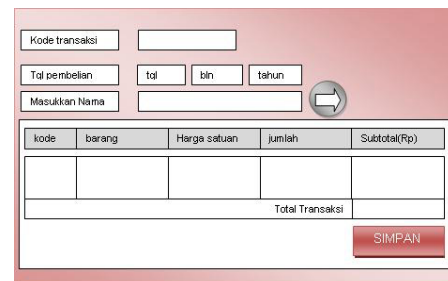 Kode transaksi
Tgl pembelian tgl bln tahun
Masukkan Nama
kode barang Harga satuan jumlah Subtotal(Rp)
Total Transaksi
SIMPAN